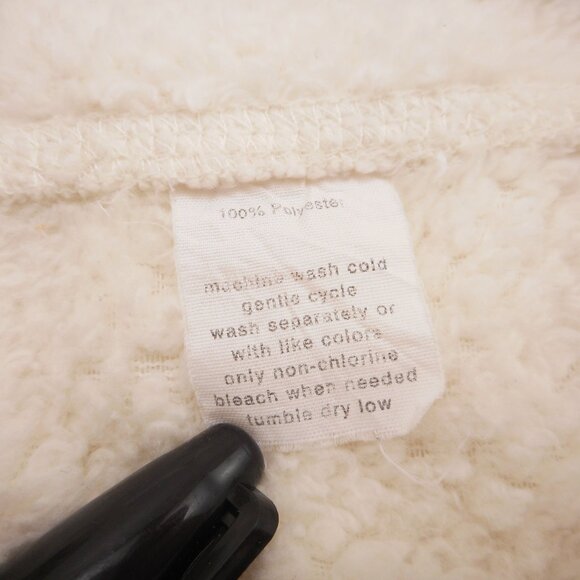 100% Polyester
machine wash cold
gentle cycle
wash separately or
with like colors
only non-chlorine
bleach when needed
tumble dry low